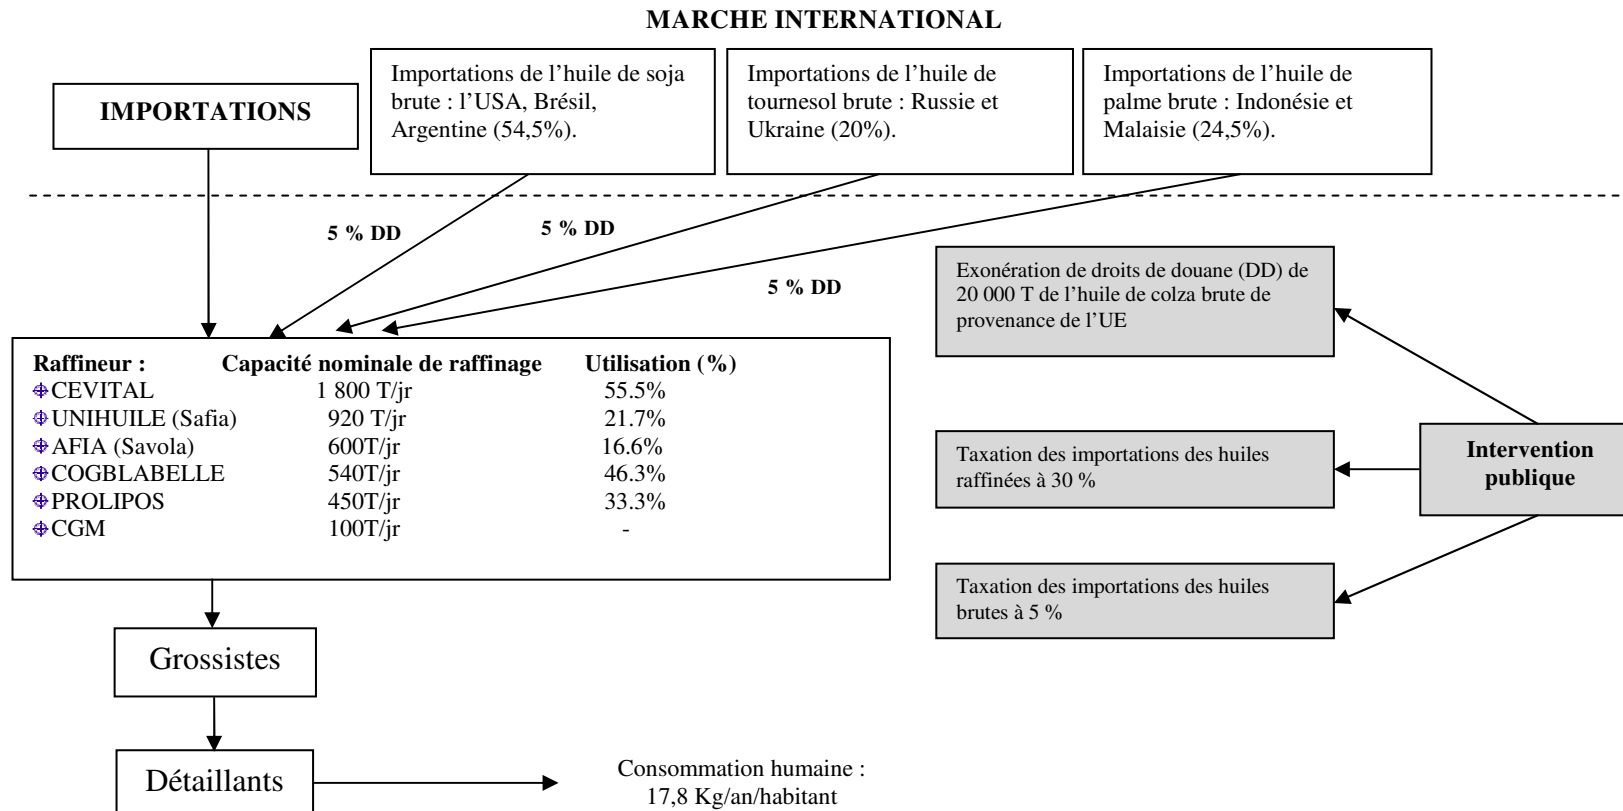 MARCHE INTERNATIONAL
IMPORTATIONS
Importations de l’huile de soja
brute : l’USA, Brésil,
Argentine (54,5%).
Importations de l’huile de
tournesol brute : Russie et
Ukraine (20%).
Importations de l’huile de
palme brute : Indonésie et
Malaisie (24,5%).
5 % DD
5 % DD
5 % DD
Raffineur : Capacité nominale de raffinage Utilisation (%)
CEVITAL 1 800 T/jr 55.5%
UNIHUILE (Safia) 920 T/jr 21.7%
AFIA (Savola) 600T/jr 16.6%
COGBLABELLE 540T/jr 46.3%
PROLIPOS 450T/jr 33.3%
CGM 100T/jr -
Exonération de droits de douane (DD) de
20 000 T de l’huile de colza brute de
provenance de l’UE
Taxation des importations des huiles
raffinées à 30 %
Intervention
publique
Taxation des importations des huiles
brutes à 5 %
Grossistes
Détaillants
Consommation humaine :
17,8 Kg/an/habitant